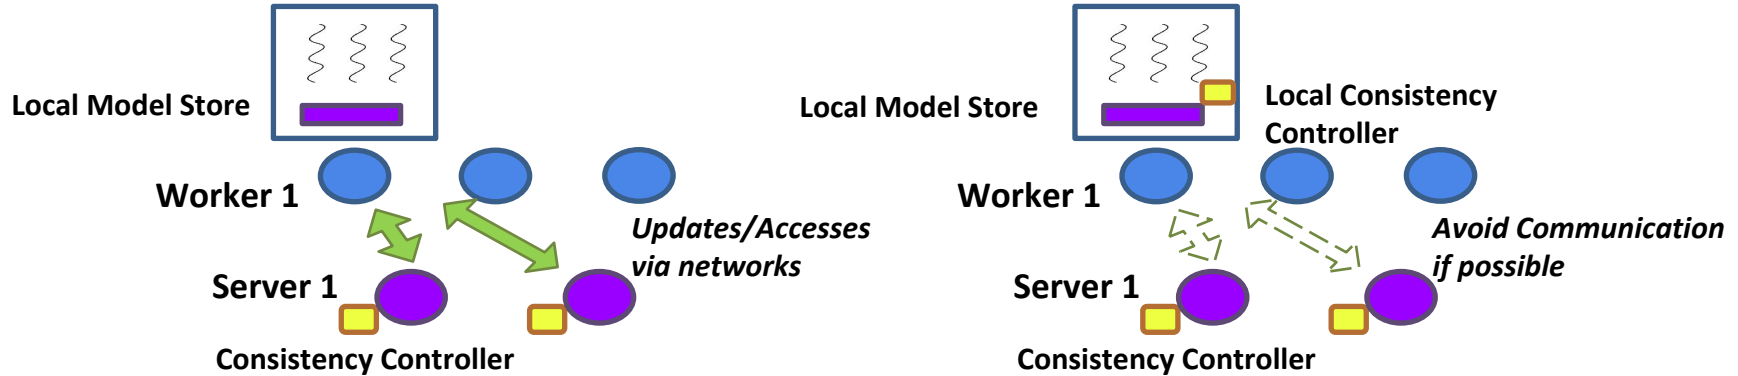 Local Model Store
Worker 1
Updates/Accesses
via networks
Server 1
Consistency Controller
Local Model Store
Local Consistency
Controller
Worker 1
Avoid Communication
if possible
Server 1
Consistency Controller